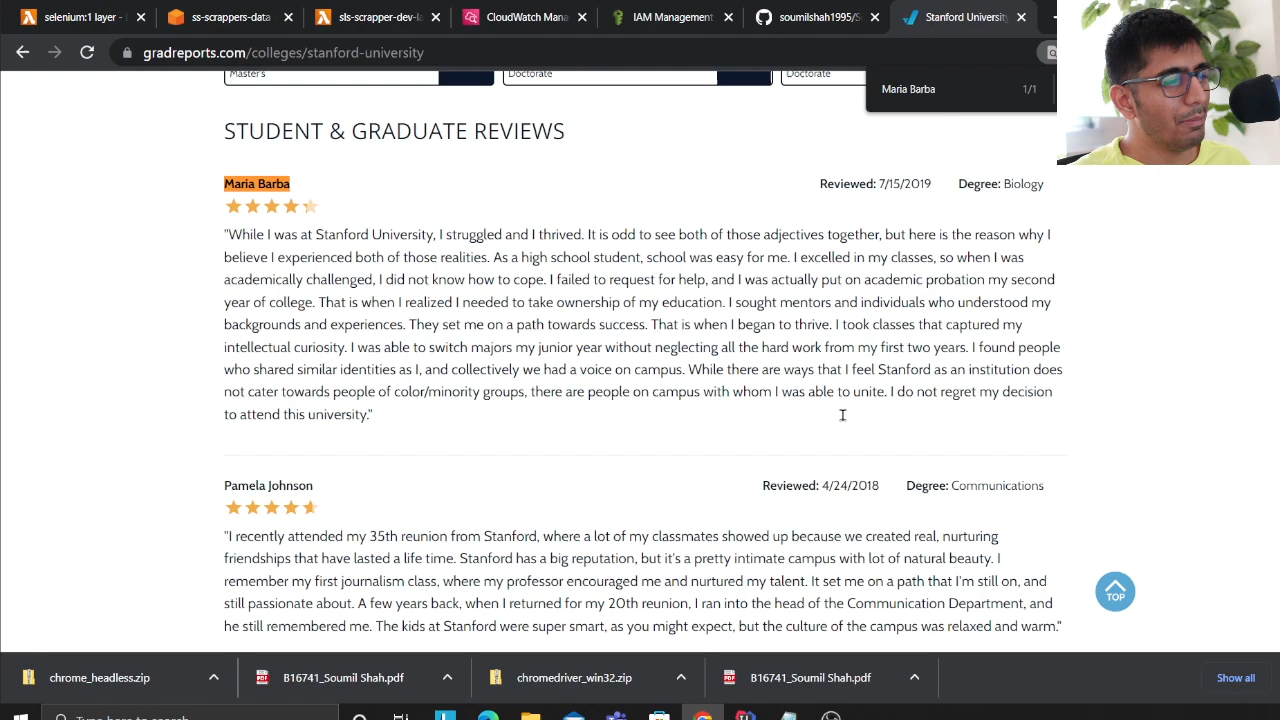 selenium:1 layer -
ss-scrappers-data
sls-scrapper-dev-la
CloudWatch Man
IAM Management
soumilshah1995/S
Stanford University
gradreports.com/colleges/stanford-university
Master's
Doctorate
Doctorate
Maria Barba 1/1
STUDENT & GRADUATE REVIEWS
Maria Barba
Reviewed: 7/15/2019 Degree: Biology
"While I was at Stanford University, I struggled and I thrived. It is odd to see both of those adjectives together, but here is the reason why I
believe I experienced both of those realities. As a high school student, school was easy for me. I excelled in my classes, so when I was
academically challenged, I did not know how to cope. I failed to request for help, and I was actually put on academic probation my second
year of college. That is when I realized I needed to take ownership of my education. I sought mentors and individuals who understood my
backgrounds and experiences. They set me on a path towards success. That is when I began to thrive. I took classes that captured my
intellectual curiosity. I was able to switch majors my junior year without neglecting all the hard work from my first two years. I found people
who shared similar identities as I, and collectively we had a voice on campus. While there are ways that I feel Stanford as an institution does
not cater towards people of color/minority groups, there are people on campus with whom I was able to unite. I do not regret my decision
to attend this university."
Pamela Johnson
Reviewed: 4/24/2018 Degree: Communications
"I recently attended my 35th reunion from Stanford, where a lot of my classmates showed up because we created real, nurturing
friendships that have lasted a life time. Stanford has a big reputation, but it's a pretty intimate campus with lot of natural beauty. I
remember my first journalism class, where my professor encouraged me and nurtured my talent. It set me on a path that I'm still on, and
still passionate about. A few years back, when I returned for my 20th reunion, I ran into the head of the Communication Department, and
he still remembered me. The kids at Stanford were super smart, as you might expect, but the culture of the campus was relaxed and warm."
TOP
chrome_headless.zip
B16741_Soumil Shah.pdf
chromedriver_win32.zip
B16741_Soumil Shah.pdf
Show all
Type here to search